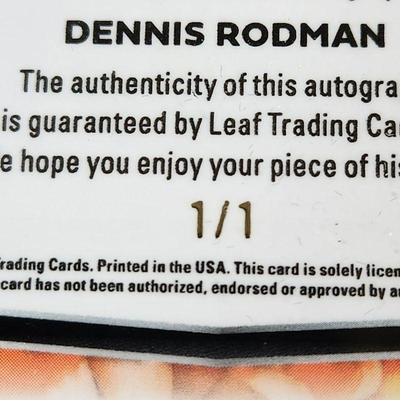 DENNIS RODMAN
The authenticity of this autogra
is guaranteed by Leaf Trading Ca
e hope you enjoy your piece of his
1/1
Trading Cards. Printed in the USA. This card is solely licen
card has not been authorized, endorsed or approved by a